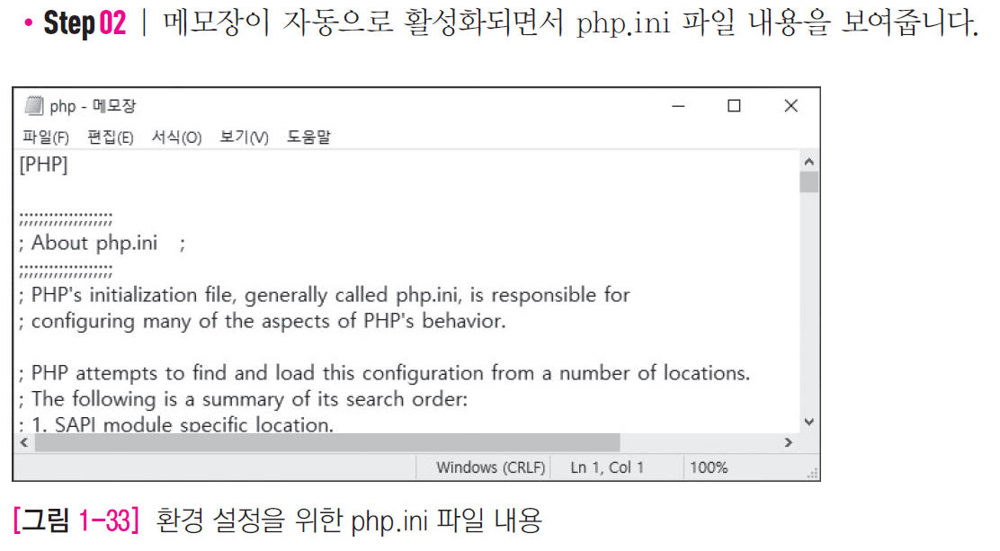 • Step 02 | 메모장이 자동으로 활성화되면서 php.ini 파일 내용을 보여줍니다.
php - 메모장
파일(F) 편집(E) 서식(O) 보기(V) 도움말
[PHP]
;;;;;;;;;;;;;;;;;;;
; About php.ini   ;
;;;;;;;;;;;;;;;;;;;
; PHP's initialization file, generally called php.ini, is responsible for
; configuring many of the aspects of PHP's behavior.
; PHP attempts to find and load this configuration from a number of locations.
; The following is a summary of its search order:
; 1. SAPI module specific location.
Windows (CRLF) Ln 1, Col 1 100%
[그림 1-33] 환경 설정을 위한 php.ini 파일 내용